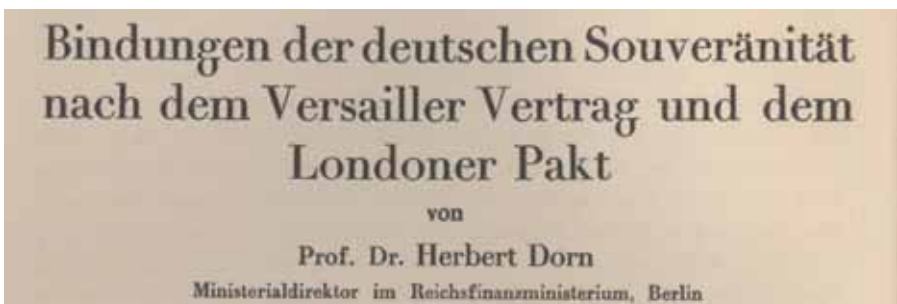 Bindungen der deutschen Souveränität
nach dem Versailler Vertrag und dem
Londoner Pakt
von
Prof. Dr. Herbert Dorn
Ministerialdirektor im Reichsfinanzministerium, Berlin